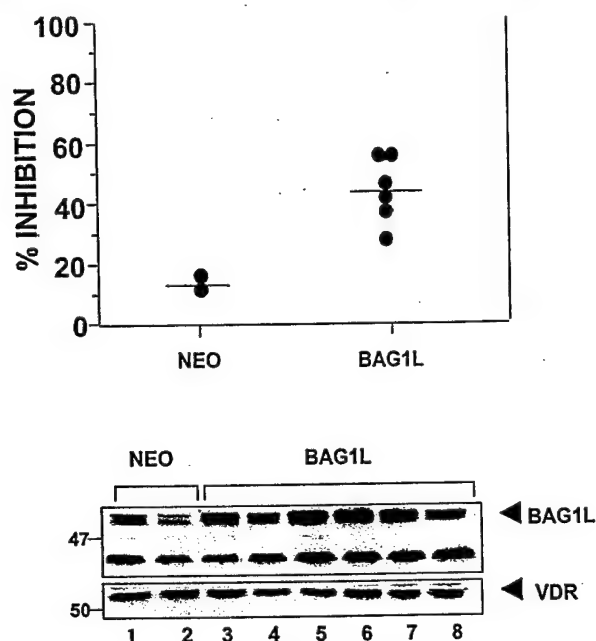 100
80
60
40
20
0
% INHIBITION
NEO
BAG1L
NEO
BAG1L
BAG1L
47
VDR
50
1 2 3 4 5 6 7 8